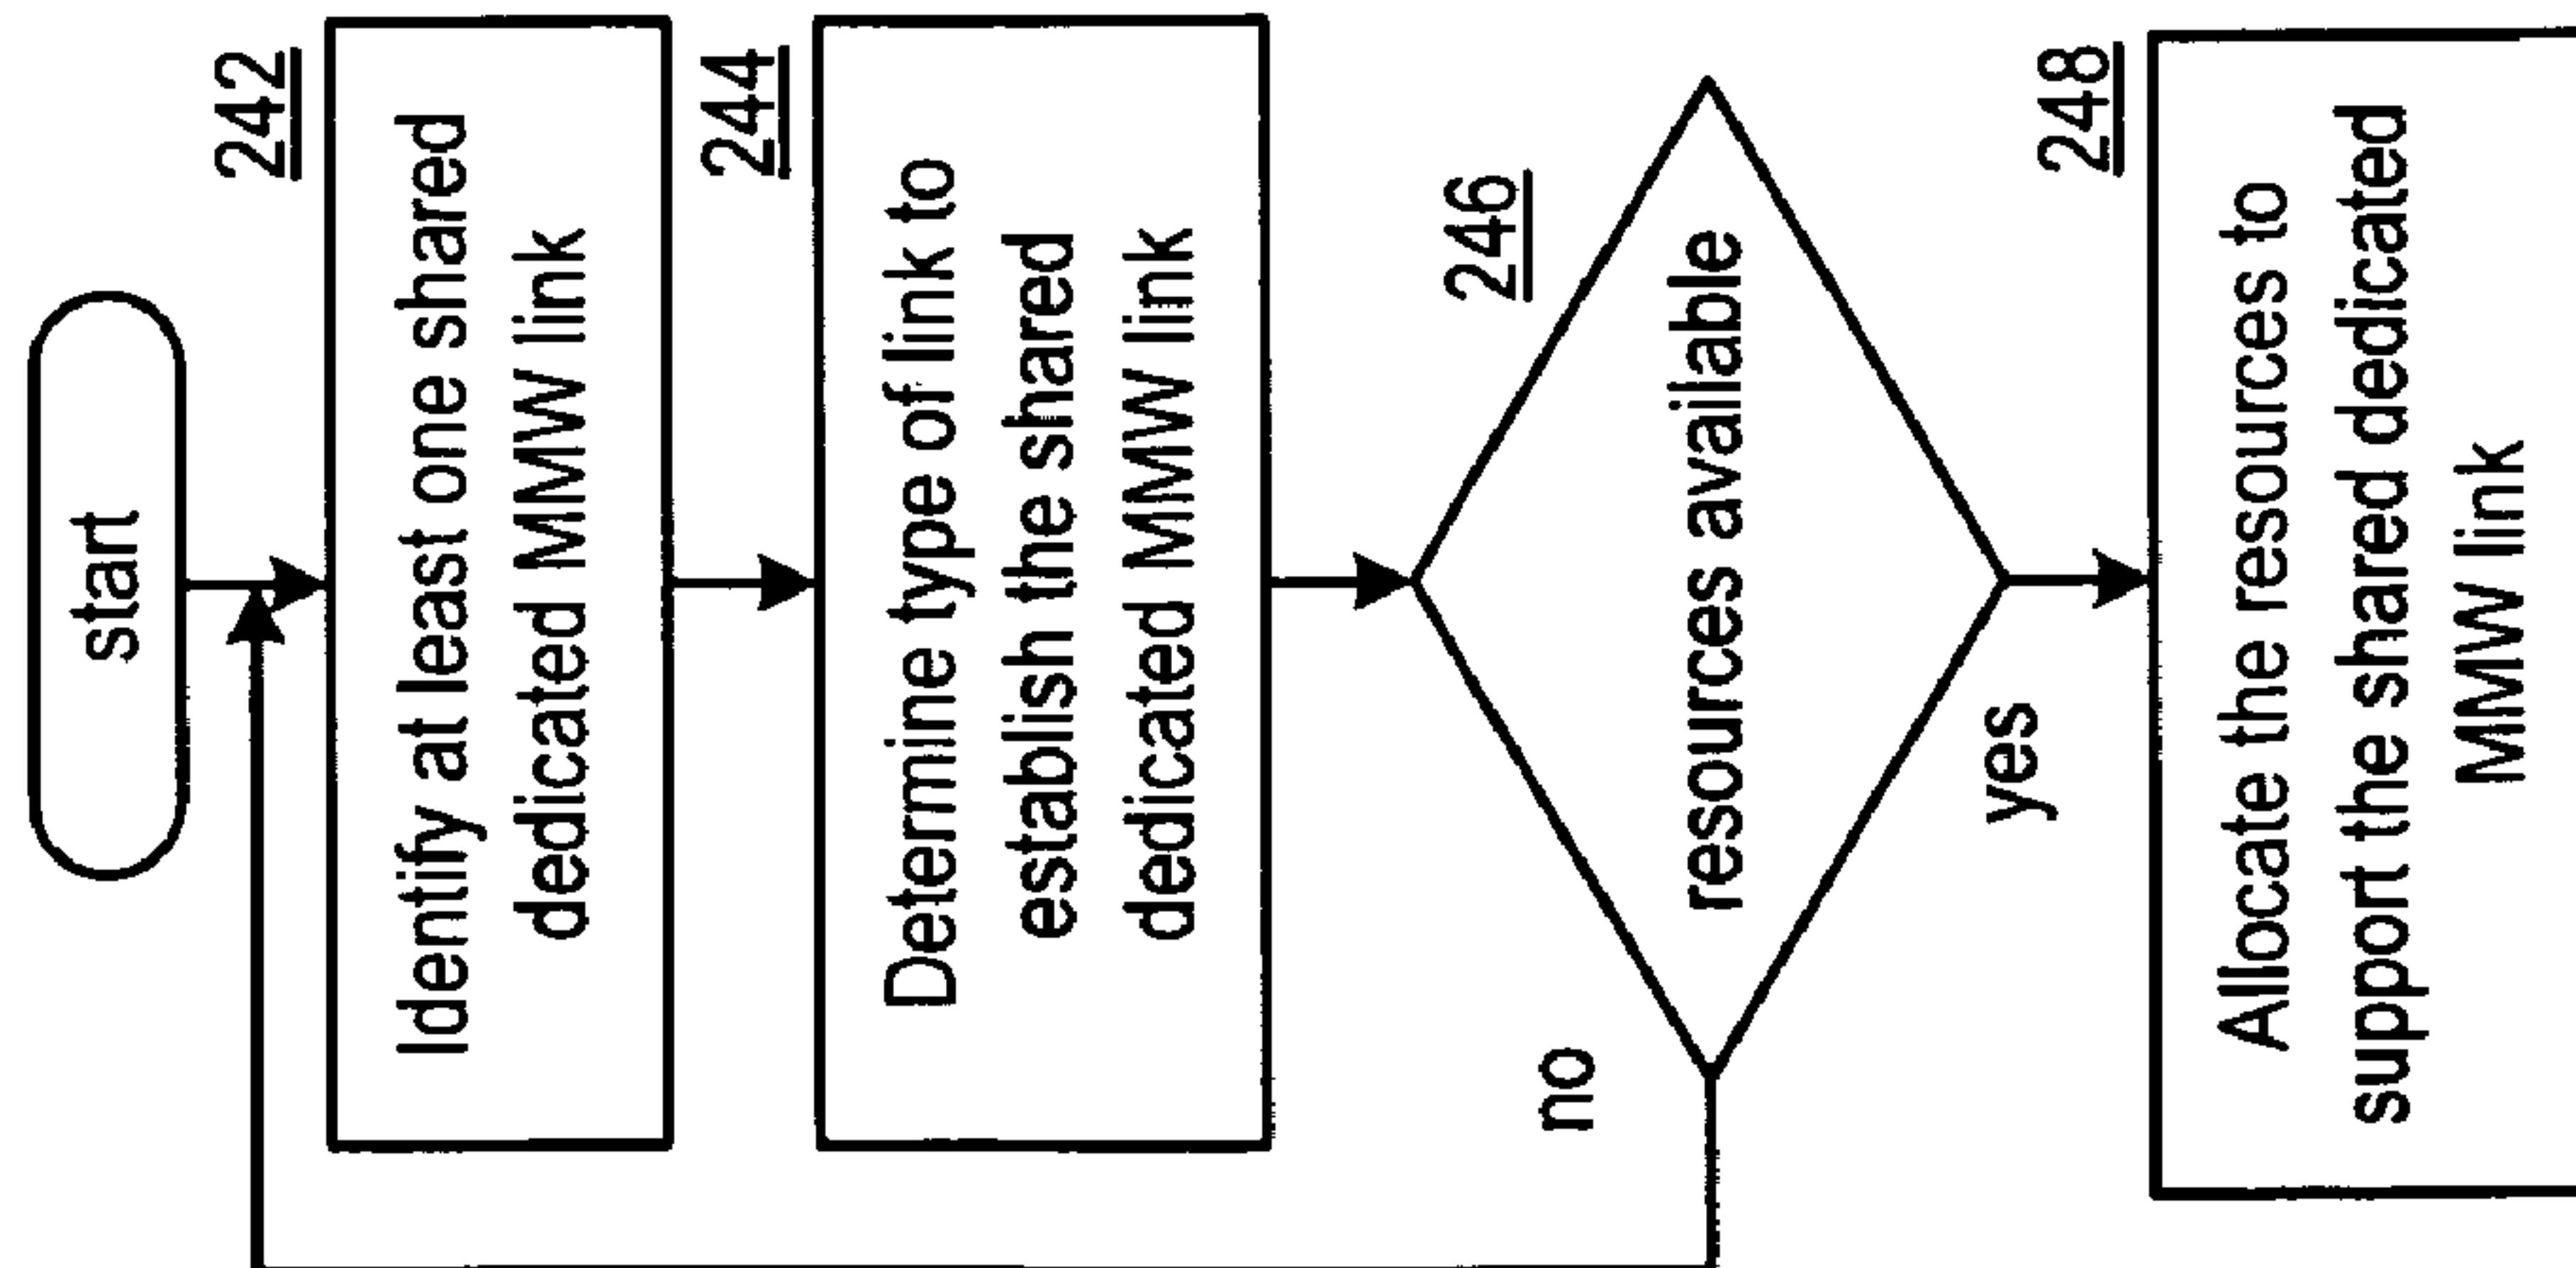 start
242
Identify at least one shared
dedicated MMW link
244
Determine type of link to
establish the shared
dedicated MMW link
246
resources available
no
yes
248
Allocate the resources to
support the shared dedicated
MMW link